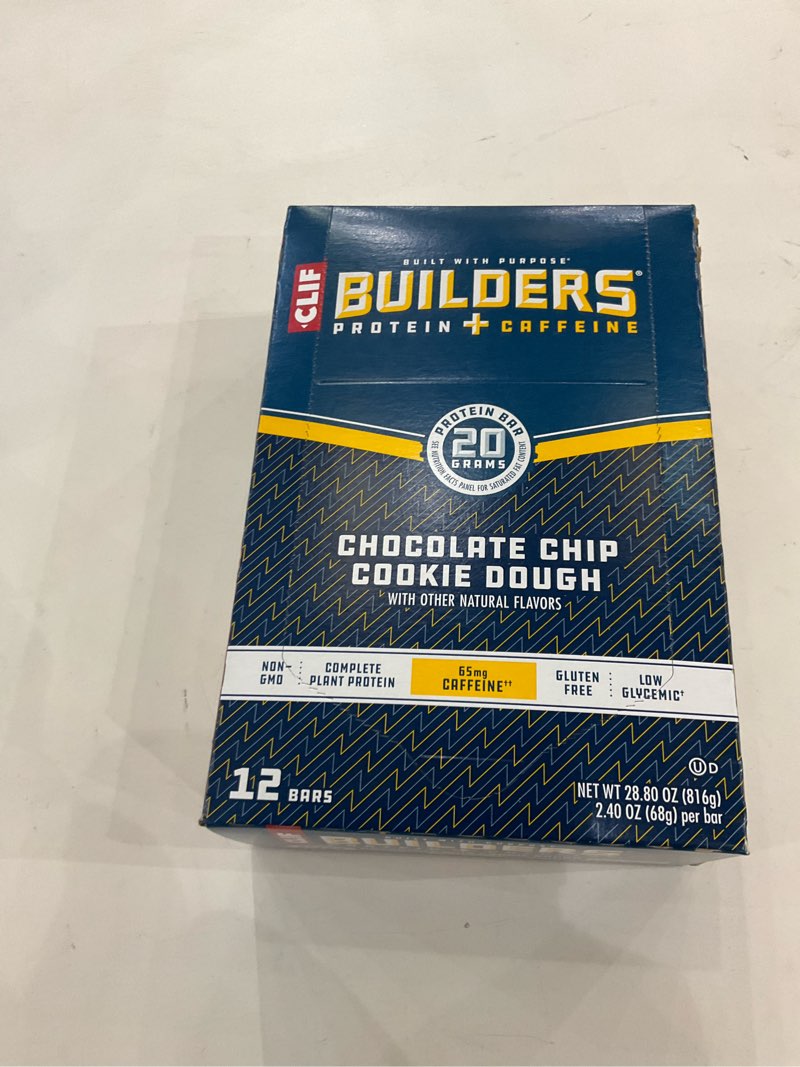 BUILT WITH PURPOSE
CLIF
BUILDERS®
PROTEIN + CAFFEINE
PROTEIN BAR
20
GRAMS
SEE NUTRITION FACTS PANEL FOR SATURATED FAT CONTENT
CHOCOLATE CHIP
COOKIE DOUGH
WITH OTHER NATURAL FLAVORS
NON-
GMO
COMPLETE
PLANT PROTEIN
65mg
CAFFEINE††
GLUTEN
FREE
LOW
GLYCEMIC†
U D
12 BARS
NET WT 28.80 OZ (816g)
2.40 OZ (68g) per bar
BUILDERS